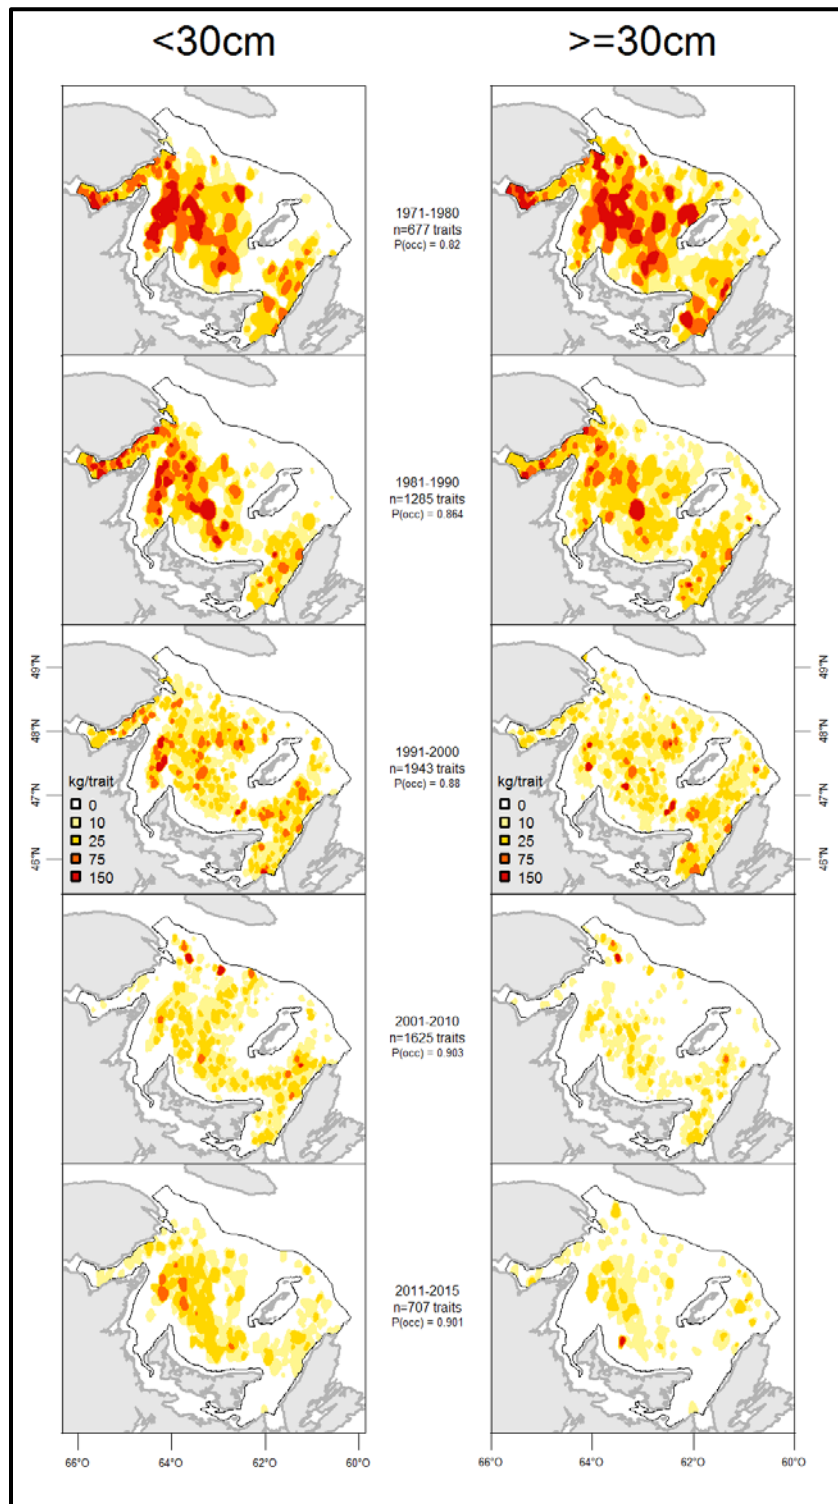 <30cm
>=30cm
1971-1980
n=677 traits
P(occ) = 0.82
1981-1990
n=1285 traits
P(occ) = 0.864
49°N
48°N
47°N
46°N
1991-2000
n=1943 traits
P(occ) = 0.88
49°N
48°N
47°N
46°N
kg/trait
0
10
25
75
150
kg/trait
0
10
25
75
150
2001-2010
n=1625 traits
P(occ) = 0.903
2011-2015
n=707 traits
P(occ) = 0.901
66°O 64°O 62°O 60°O
66°O 64°O 62°O 60°O